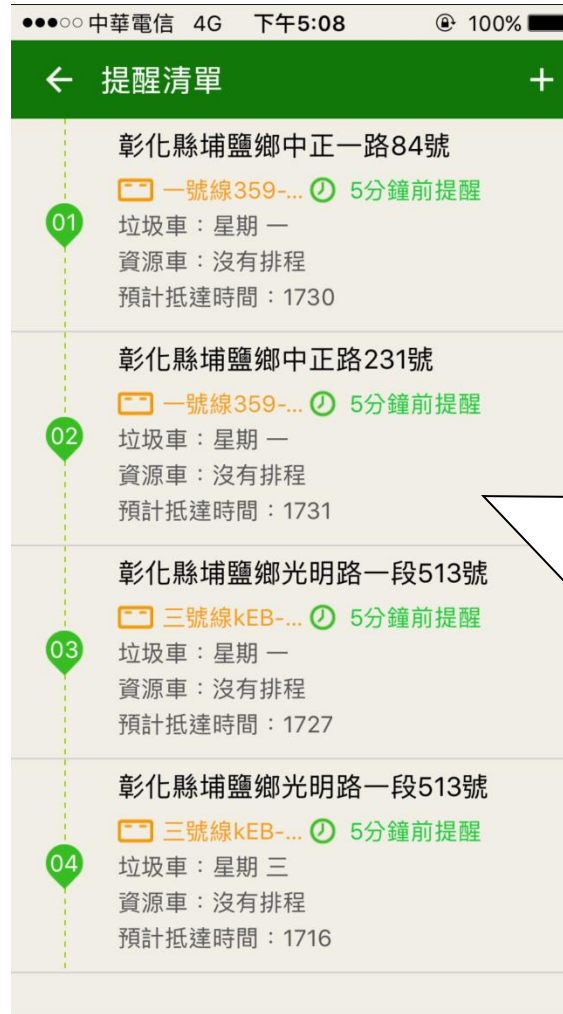 中華電信 4G 下午5:08 100%
提醒清單
彰化縣埔鹽鄉中正一路84號
一號線359-... 5分鐘前提醒
01
垃圾車：星期 一
資源車：沒有排程
預計抵達時間：1730
彰化縣埔鹽鄉中正路231號
一號線359-... 5分鐘前提醒
02
垃圾車：星期 一
資源車：沒有排程
預計抵達時間：1731
彰化縣埔鹽鄉光明路一段513號
三號線kEB-... 5分鐘前提醒
03
垃圾車：星期 一
資源車：沒有排程
預計抵達時間：1727
彰化縣埔鹽鄉光明路一段513號
三號線kEB-... 5分鐘前提醒
04
垃圾車：星期 三
資源車：沒有排程
預計抵達時間：1716